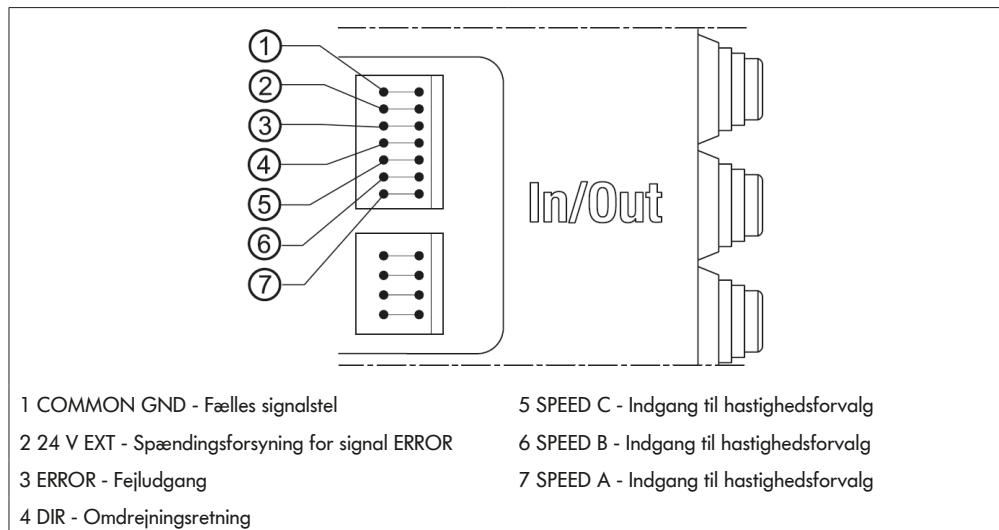 1
2
3
4
5
6
7
In/Out
1 COMMON GND - Fælles signalstel
2 24 V EXT - Spændingsforsyning for signal ERROR
3 ERROR - Fejludgang
4 DIR - Omdrejningsretning
5 SPEED C - Indgang til hastighedsforvalg
6 SPEED B - Indgang til hastighedsforvalg
7 SPEED A - Indgang til hastighedsforvalg